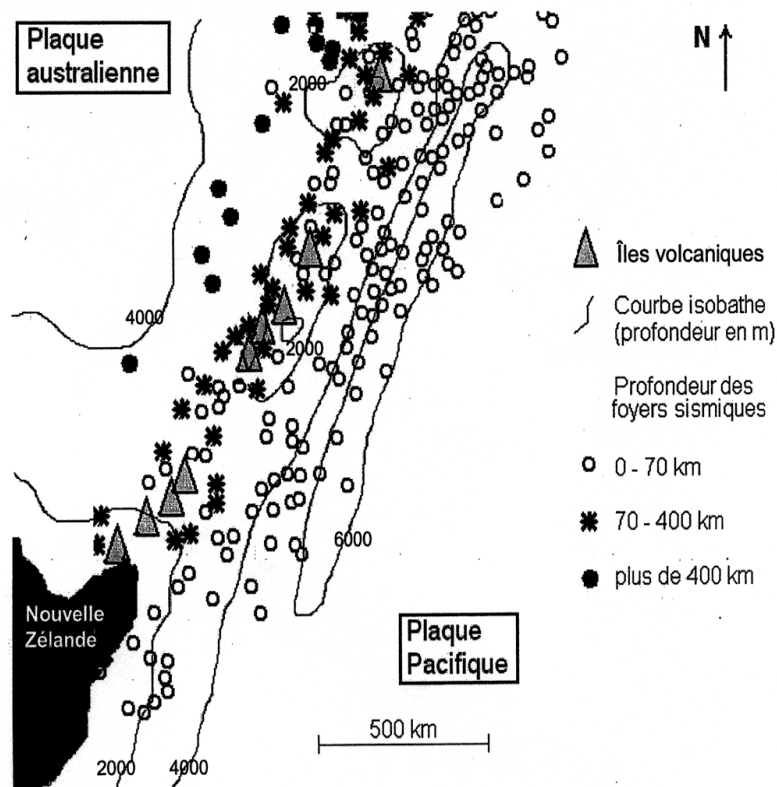 Plaque
australienne
N
2000
4000
2000
Îles volcaniques
Courbe isobathe
(profondeur en m)
Profondeur des
foyers sismiques
0 - 70 km
70 - 400 km
plus de 400 km
6000
Nouvelle
Zélande
Plaque
Pacifique
500 km
2000
4000